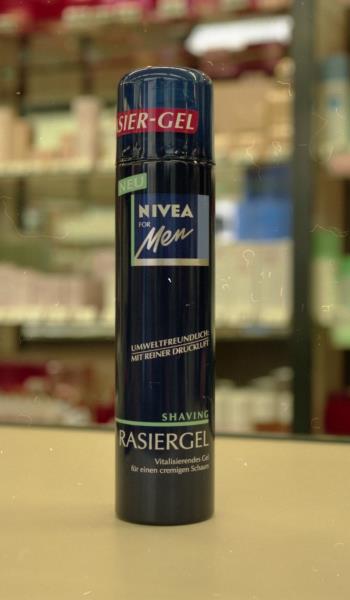 SIER-GEL
NEU
NIVEA
FOR
Men
UMWELTFREUNDLICH:
MIT REINER DRUCKLUFT
SHAVING
RASIERGEL
Vitalisierendes Gel
für einen cremigen Schaum